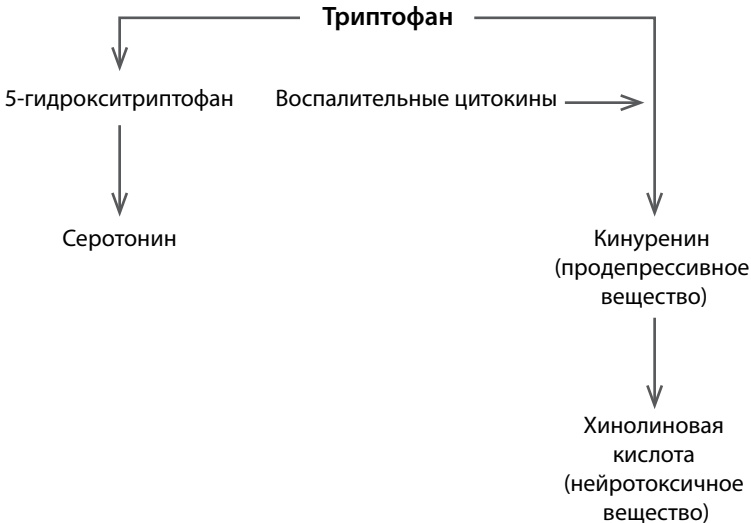 Триптофан
5-гидрокситриптофан
Воспалительные цитокины
Серотонин
Кинуренин
(продепрессивное
вещество)
Хинолиновая
кислота
(нейротоксичное
вещество)